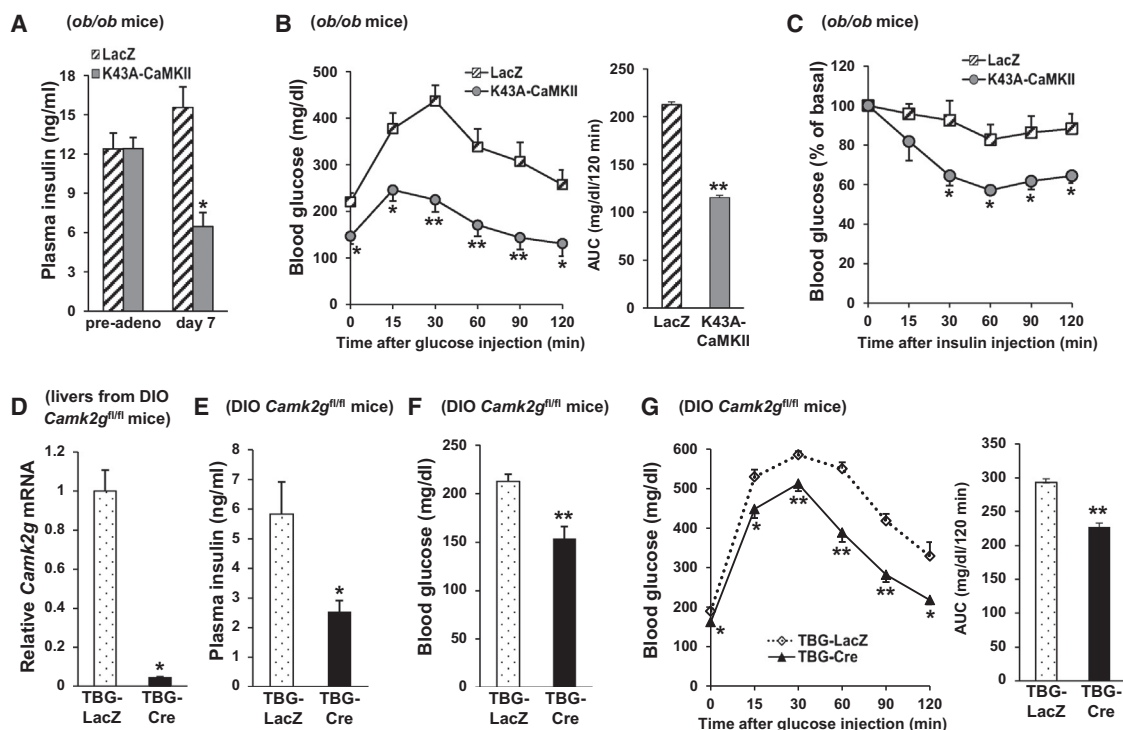 A
(ob/ob mice)
LacZ
K43A-CaMKII
Plasma insulin (ng/ml)
18
15
12
9
6
3
0
*
pre-adeno day 7
B
(ob/ob mice)
LacZ
K43A-CaMKII
Blood glucose (mg/dl)
500
400
300
200
100
0
* * ** ** ** *
0 15 30 60 90 120
Time after glucose injection (min)
AUC (mg/dl/120 min)
250
200
150
100
50
0
**
LacZ K43A-
CaMKII
C
(ob/ob mice)
LacZ
K43A-CaMKII
Blood glucose (% of basal)
120
100
80
60
40
20
0
* * * *
0 15 30 60 90 120
Time after insulin injection (min)
D
(livers from DIO
Camk2gfl/fl mice)
Relative Camk2g mRNA
1.2
1
0.8
0.6
0.4
0.2
0
*
TBG- TBG-
LacZ Cre
E
(DIO Camk2gfl/fl mice)
Plasma insulin (ng/ml)
8
7
6
5
4
3
2
1
0
*
TBG- TBG-
LacZ Cre
F
(DIO Camk2gfl/fl mice)
Blood glucose (mg/dl)
250
200
150
100
50
0
**
TBG- TBG-
LacZ Cre
G
(DIO Camk2gfl/fl mice)
Blood glucose (mg/dl)
600
500
400
300
200
100
0
* * ** ** ** *
TBG-LacZ
TBG-Cre
0 15 30 60 90 120
Time after glucose injection (min)
AUC (mg/dl/120 min)
350
300
250
200
150
100
50
0
**
TBG- TBG-
LacZ Cre